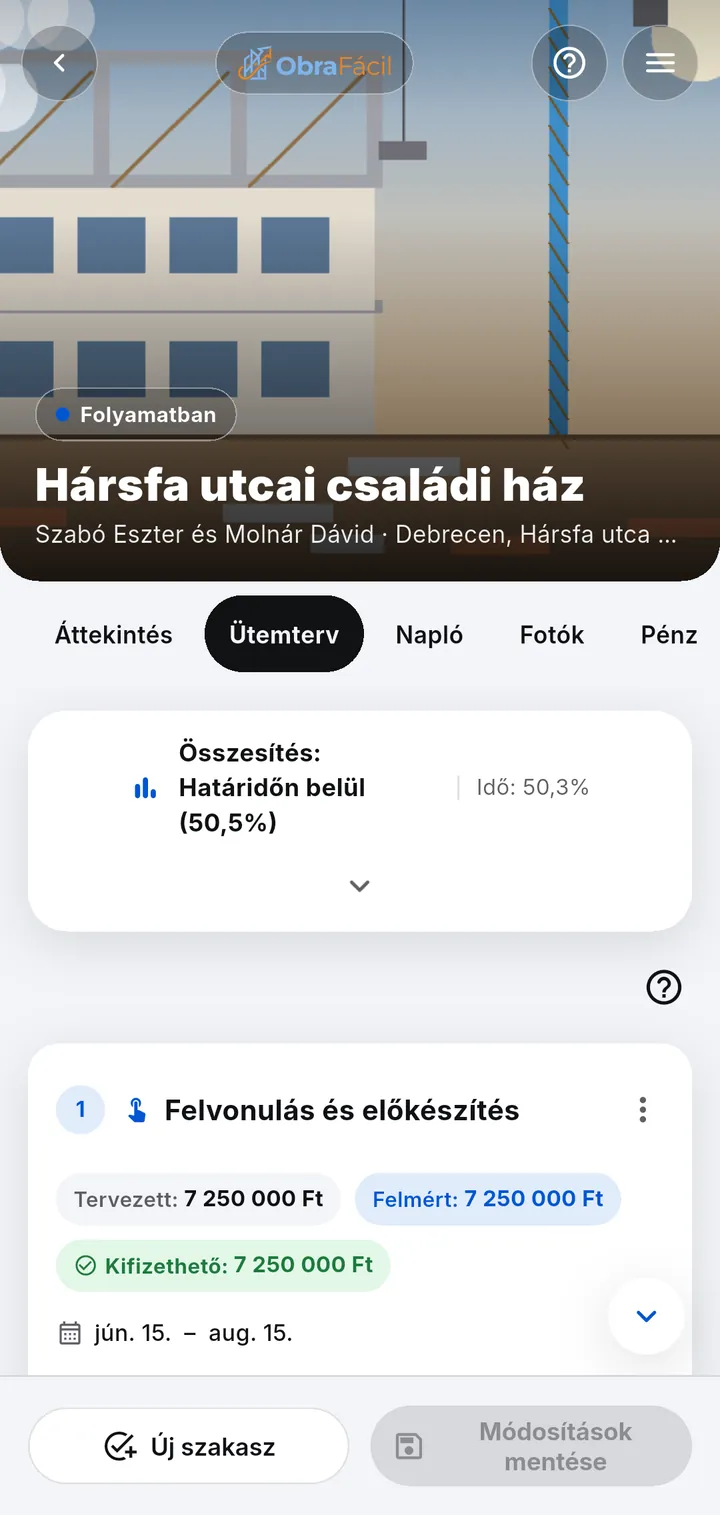 ObraFácil
Folyamatban
Hársfa utcai családi ház
Szabó Eszter és Molnár Dávid · Debrecen, Hársfa utca ...
Áttekintés
Ütemterv
Napló
Fotók
Pénz
Összesítés:
Határidőn belül
(50,5%)
Idő: 50,3%
1
Felvonulás és előkészítés
Tervezett: 7 250 000 Ft
Felmért: 7 250 000 Ft
Kifizethető: 7 250 000 Ft
jún. 15. – aug. 15.
Új szakasz
Módosítások
mentése